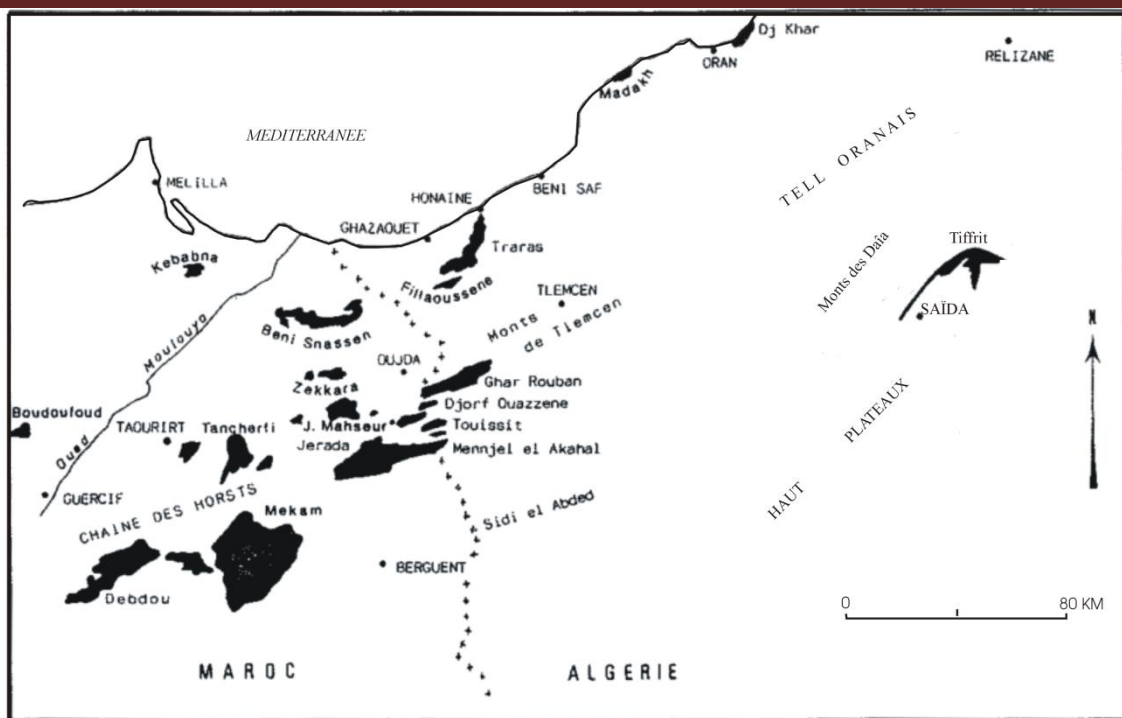 Dj Khar
ORAN
RELIZANE
Madakh
MEDITERRANEE
TELL ORANAIS
MELILLA
BENI SAF
HONAINE
GHAZAOUET
Traras
Tiffrit
Monts des Daîa
Kebabna
Fillaoussene
TLEMCEN
SAÏDA
Monts
de Tlemcen
Beni Snassen
Oued Moulouya
OUJDA
N
Zekkara
Ghar Rouban
Djorf Ouazzene
Boudoufoud
TAOURIRT
Tancherfi
J. Mahseur
Touissit
Jerada
Mennjel el Akahal
HAUT PLATEAUX
GUERCIF
CHAINE DES HORSTS
Mekam
Sidi el Abded
BERGUENT
Debdou
0
80 KM
MAROC
ALGERIE